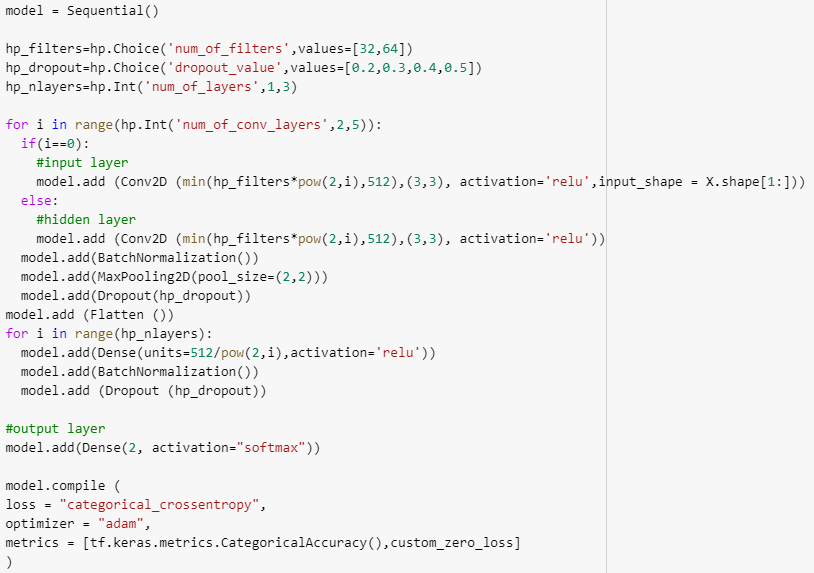 model = Sequential()

hp_filters=hp.Choice('num_of_filters',values=[32,64])
hp_dropout=hp.Choice('dropout_value',values=[0.2,0.3,0.4,0.5])
hp_nlayers=hp.Int('num_of_layers',1,3)

for i in range(hp.Int('num_of_conv_layers',2,5)):
  if(i==0):
    #input layer
    model.add (Conv2D (min(hp_filters*pow(2,i),512),(3,3), activation='relu',input_shape = X.shape[1:]))
  else:
    #hidden layer
    model.add (Conv2D (min(hp_filters*pow(2,i),512),(3,3), activation='relu'))
  model.add(BatchNormalization())
  model.add(MaxPooling2D(pool_size=(2,2)))
  model.add(Dropout(hp_dropout))
model.add (Flatten ())
for i in range(hp_nlayers):
  model.add(Dense(units=512/pow(2,i),activation='relu'))
  model.add(BatchNormalization())
  model.add (Dropout (hp_dropout))

#output layer
model.add(Dense(2, activation="softmax"))

model.compile (
loss = "categorical_crossentropy",
optimizer = "adam",
metrics = [tf.keras.metrics.CategoricalAccuracy(),custom_zero_loss]
)